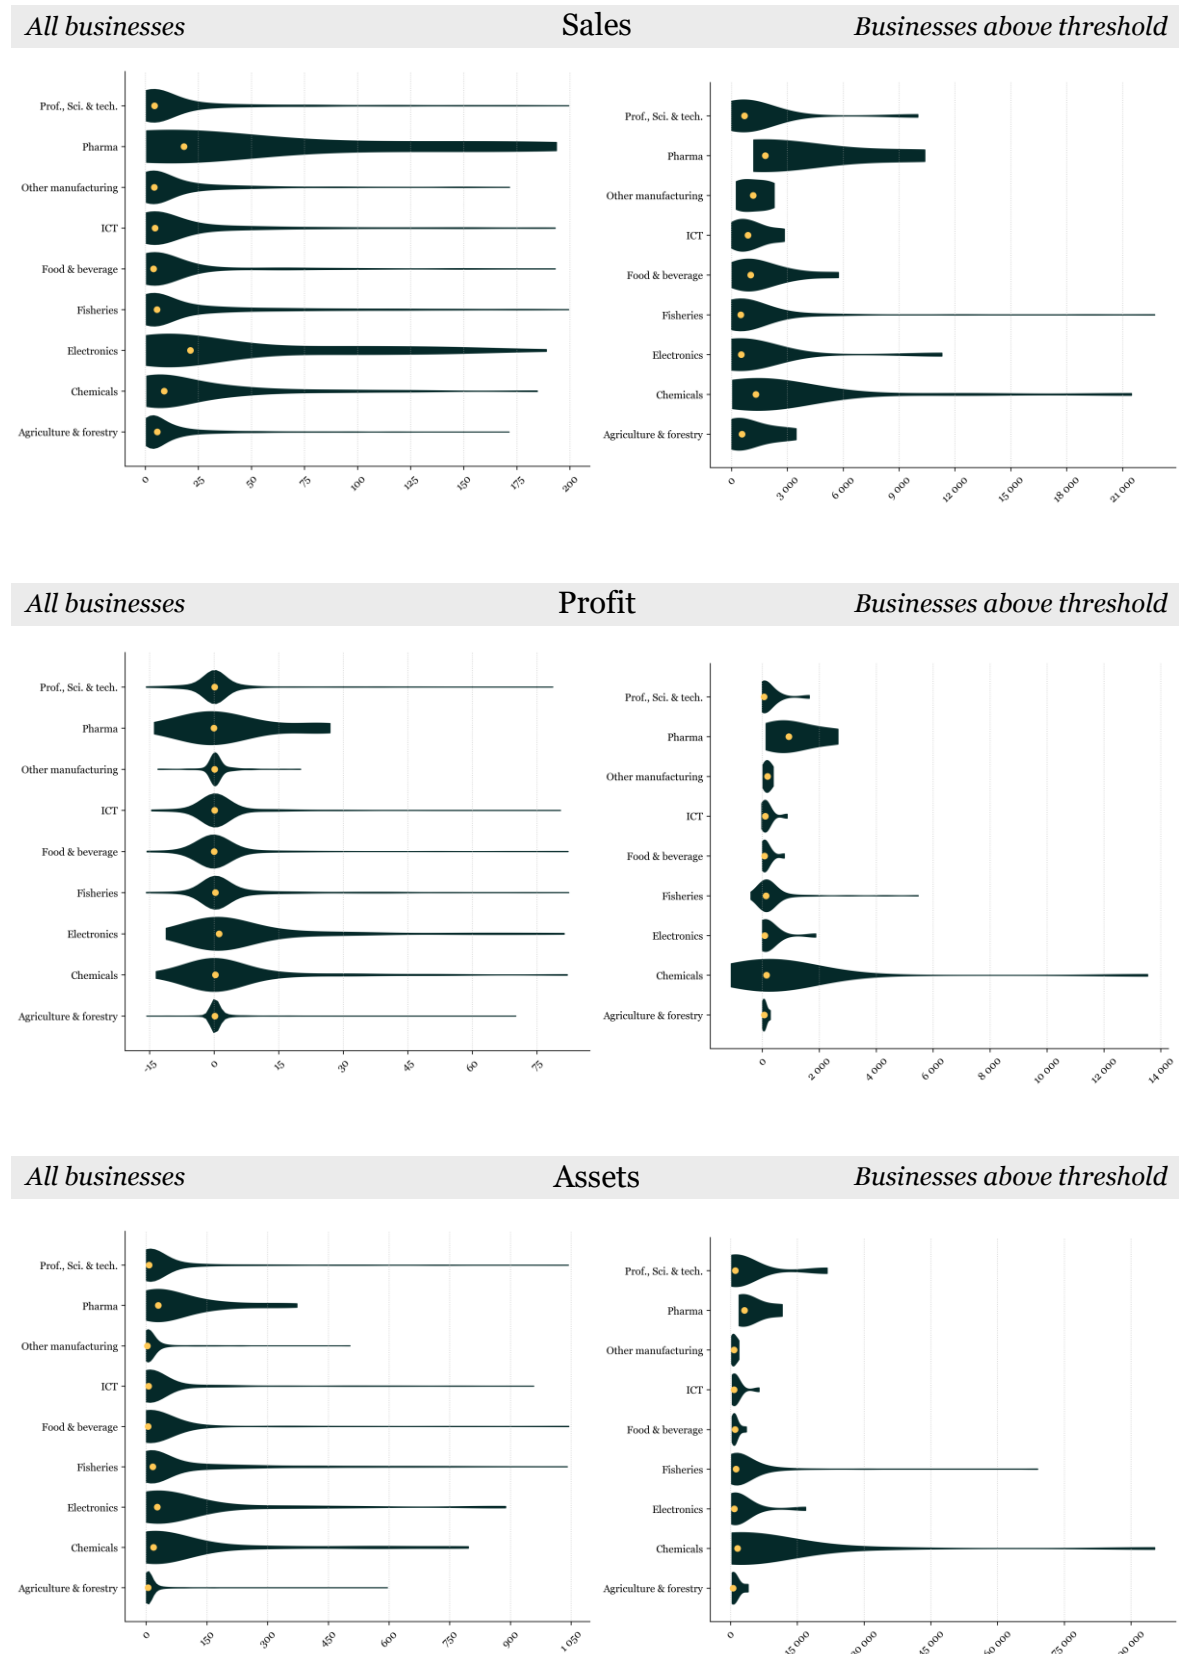 All businesses Sales Businesses above threshold
Prof., Sci. & tech.
Pharma
Other manufacturing
ICT
Food & beverage
Fisheries
Electronics
Chemicals
Agriculture & forestry
0 25 50 75 100 125 150 175 200
Prof., Sci. & tech.
Pharma
Other manufacturing
ICT
Food & beverage
Fisheries
Electronics
Chemicals
Agriculture & forestry
0 3 000 6 000 9 000 12 000 15 000 18 000 21 000
All businesses Profit Businesses above threshold
Prof., Sci. & tech.
Pharma
Other manufacturing
ICT
Food & beverage
Fisheries
Electronics
Chemicals
Agriculture & forestry
-15 0 15 30 45 60 75
Prof., Sci. & tech.
Pharma
Other manufacturing
ICT
Food & beverage
Fisheries
Electronics
Chemicals
Agriculture & forestry
0 2 000 4 000 6 000 8 000 10 000 12 000 14 000
All businesses Assets Businesses above threshold
Prof., Sci. & tech.
Pharma
Other manufacturing
ICT
Food & beverage
Fisheries
Electronics
Chemicals
Agriculture & forestry
0 150 300 450 600 750 900 1 050
Prof., Sci. & tech.
Pharma
Other manufacturing
ICT
Food & beverage
Fisheries
Electronics
Chemicals
Agriculture & forestry
0